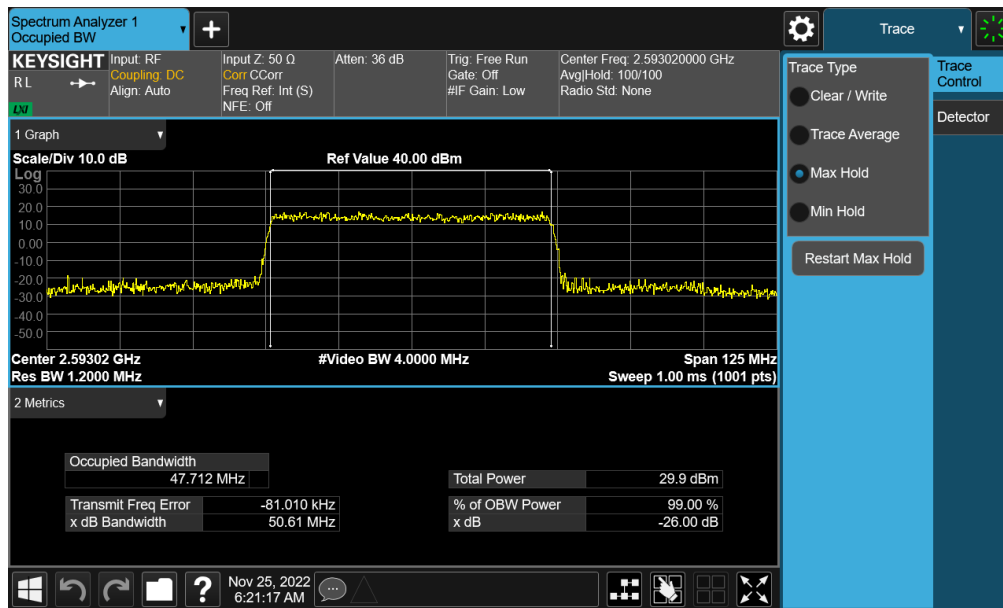 Spectrum Analyzer 1
Occupied BW
+
Trace
KEYSIGHT
R L
LXI
Input: RF
Coupling: DC
Align: Auto
Input Z: 50 Ω
Corr CCorr
Freq Ref: Int (S)
NFE: Off
Atten: 36 dB
Trig: Free Run
Gate: Off
#IF Gain: Low
Center Freq: 2.593020000 GHz
Avg|Hold: 100/100
Radio Std: None
Trace Type
Clear / Write
Trace Average
Max Hold
Min Hold
Restart Max Hold
Trace
Control
Detector
1 Graph
Scale/Div 10.0 dB
Ref Value 40.00 dBm
Log
30.0
20.0
10.0
0.00
-10.0
-20.0
-30.0
-40.0
-50.0
Center 2.59302 GHz
#Video BW 4.0000 MHz
Span 125 MHz
Res BW 1.2000 MHz
Sweep 1.00 ms (1001 pts)
2 Metrics
Occupied Bandwidth
47.712 MHz
Total Power 29.9 dBm
Transmit Freq Error -81.010 kHz
% of OBW Power 99.00 %
x dB Bandwidth 50.61 MHz
x dB -26.00 dB
?
Nov 25, 2022
6:21:17 AM